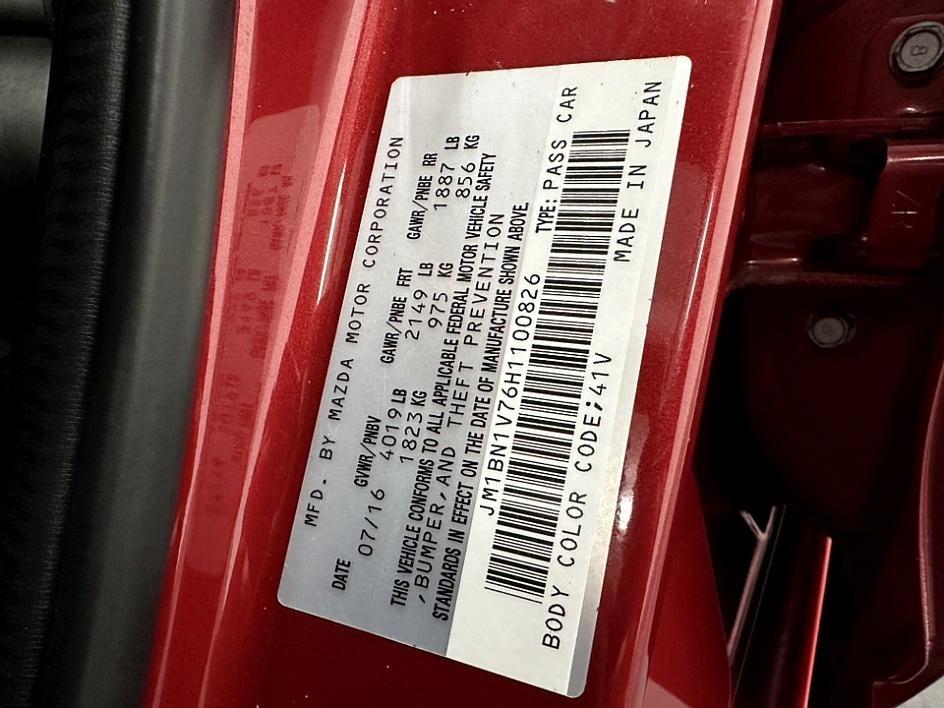 MFD. BY MAZDA MOTOR CORPORATION
DATE GVWR/PNBV GAWR/PNBE FRT GAWR/PNBE RR
07/16 4019 LB 2149 LB 1887 LB
1823 KG 975 KG 856 KG
THIS VEHICLE CONFORMS TO ALL APPLICABLE FEDERAL MOTOR VEHICLE SAFETY
,BUMPER,AND THEFT PREVENTION
STANDARDS IN EFFECT ON THE DATE OF MANUFACTURE SHOWN ABOVE.
JM1BN1V76H1100826 TYPE: PASS CAR
BODY COLOR CODE;41V MADE IN JAPAN
8